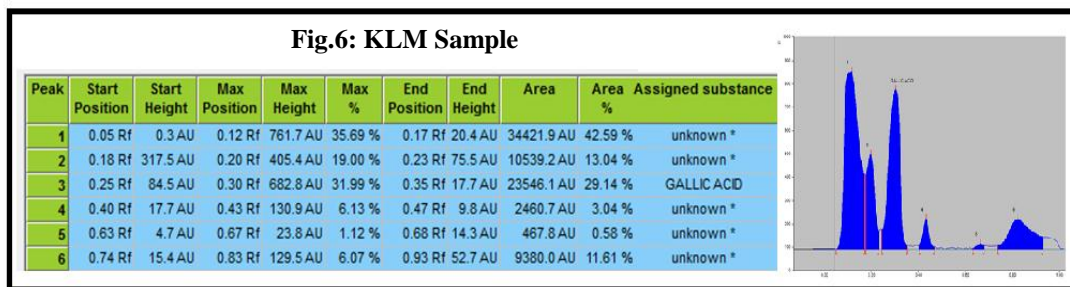 Fig.6: KLM Sample
Peak Start Position Start Height Max Position Max Height Max % End Position End Height Area Area % Assigned substance
1 0.05 Rf 0.3 AU 0.12 Rf 761.7 AU 35.69 % 0.17 Rf 20.4 AU 34421.9 AU 42.59 % unknown *
2 0.18 Rf 317.5 AU 0.20 Rf 405.4 AU 19.00 % 0.23 Rf 75.5 AU 10539.2 AU 13.04 % unknown *
3 0.25 Rf 84.5 AU 0.30 Rf 682.8 AU 31.99 % 0.35 Rf 17.7 AU 23546.1 AU 29.14 % GALLIC ACID
4 0.40 Rf 17.7 AU 0.43 Rf 130.9 AU 6.13 % 0.47 Rf 9.8 AU 2460.7 AU 3.04 % unknown *
5 0.63 Rf 4.7 AU 0.67 Rf 23.8 AU 1.12 % 0.68 Rf 14.3 AU 467.8 AU 0.58 % unknown *
6 0.74 Rf 15.4 AU 0.83 Rf 129.5 AU 6.07 % 0.93 Rf 52.7 AU 9380.0 AU 11.61 % unknown *
GALLIC ACID